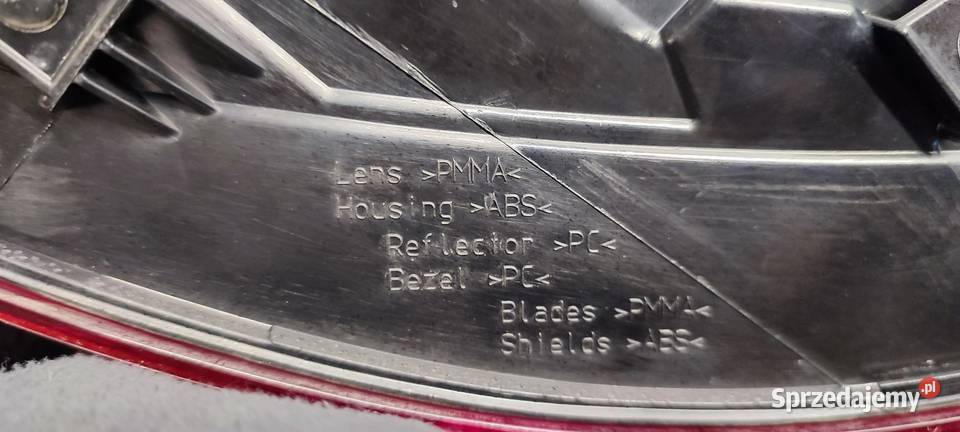 Lens >PMMA<
Housing >ABS<
Reflector >PC<
Bezel >PC<
Blades >PMMA<
Shields >ABS<
Sprzedajemy.pl